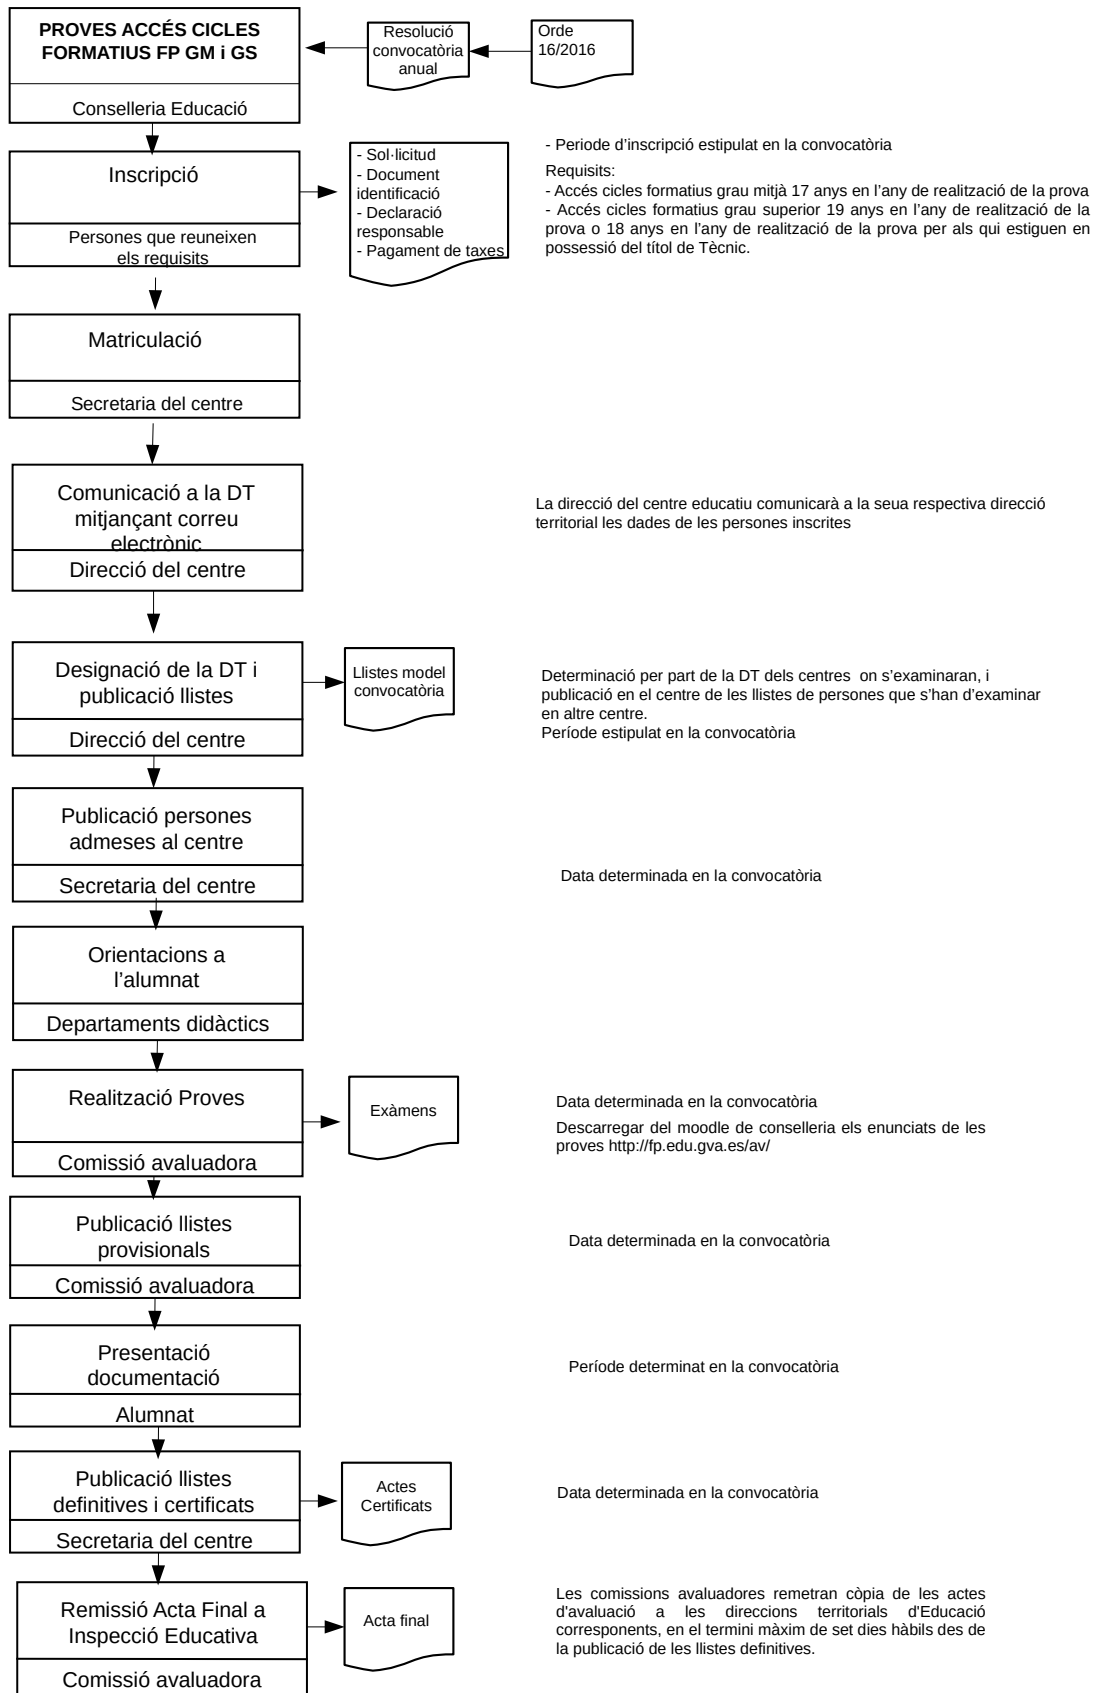 PROVES ACCÉS CICLES
FORMATIUS FP GM i GS
Conselleria Educació
Resolució
convocatòria
anual
Orde
16/2016
Inscripció
Persones que reuneixen
els requisits
- Sol·licitud
- Document
identificació
- Declaració
responsable
- Pagament de taxes
- Periode d’inscripció estipulat en la convocatòria
Requisits:
- Accés cicles formatius grau mitjà 17 anys en l’any de realització de la prova
- Accés cicles formatius grau superior 19 anys en l’any de realització de la
prova o 18 anys en l’any de realització de la prova per als qui estiguen en
possessió del títol de Tècnic.
Matriculació
Secretaria del centre
Comunicació a la DT
mitjançant correu
electrònic
Direcció del centre
La direcció del centre educatiu comunicarà a la seua respectiva direcció
territorial les dades de les persones inscrites
Designació de la DT i
publicació llistes
Direcció del centre
Llistes model
convocatòria
Determinació per part de la DT dels centres on s’examinaran, i
publicació en el centre de les llistes de persones que s’han d’examinar
en altre centre.
Període estipulat en la convocatòria
Publicació persones
admeses al centre
Secretaria del centre
Data determinada en la convocatòria
Orientacions a
l’alumnat
Departaments didàctics
Realització Proves
Comissió avaluadora
Exàmens
Data determinada en la convocatòria
Descarregar del moodle de conselleria els enunciats de les
proves http://fp.edu.gva.es/av/
Publicació llistes
provisionals
Comissió avaluadora
Data determinada en la convocatòria
Presentació
documentació
Alumnat
Període determinat en la convocatòria
Publicació llistes
definitives i certificats
Secretaria del centre
Actes
Certificats
Data determinada en la convocatòria
Remissió Acta Final a
Inspecció Educativa
Comissió avaluadora
Acta final
Les comissions avaluadores remetran còpia de les actes
d'avaluació a les direccions territorials d'Educació
corresponents, en el termini màxim de set dies hàbils des de
la publicació de les llistes definitives.